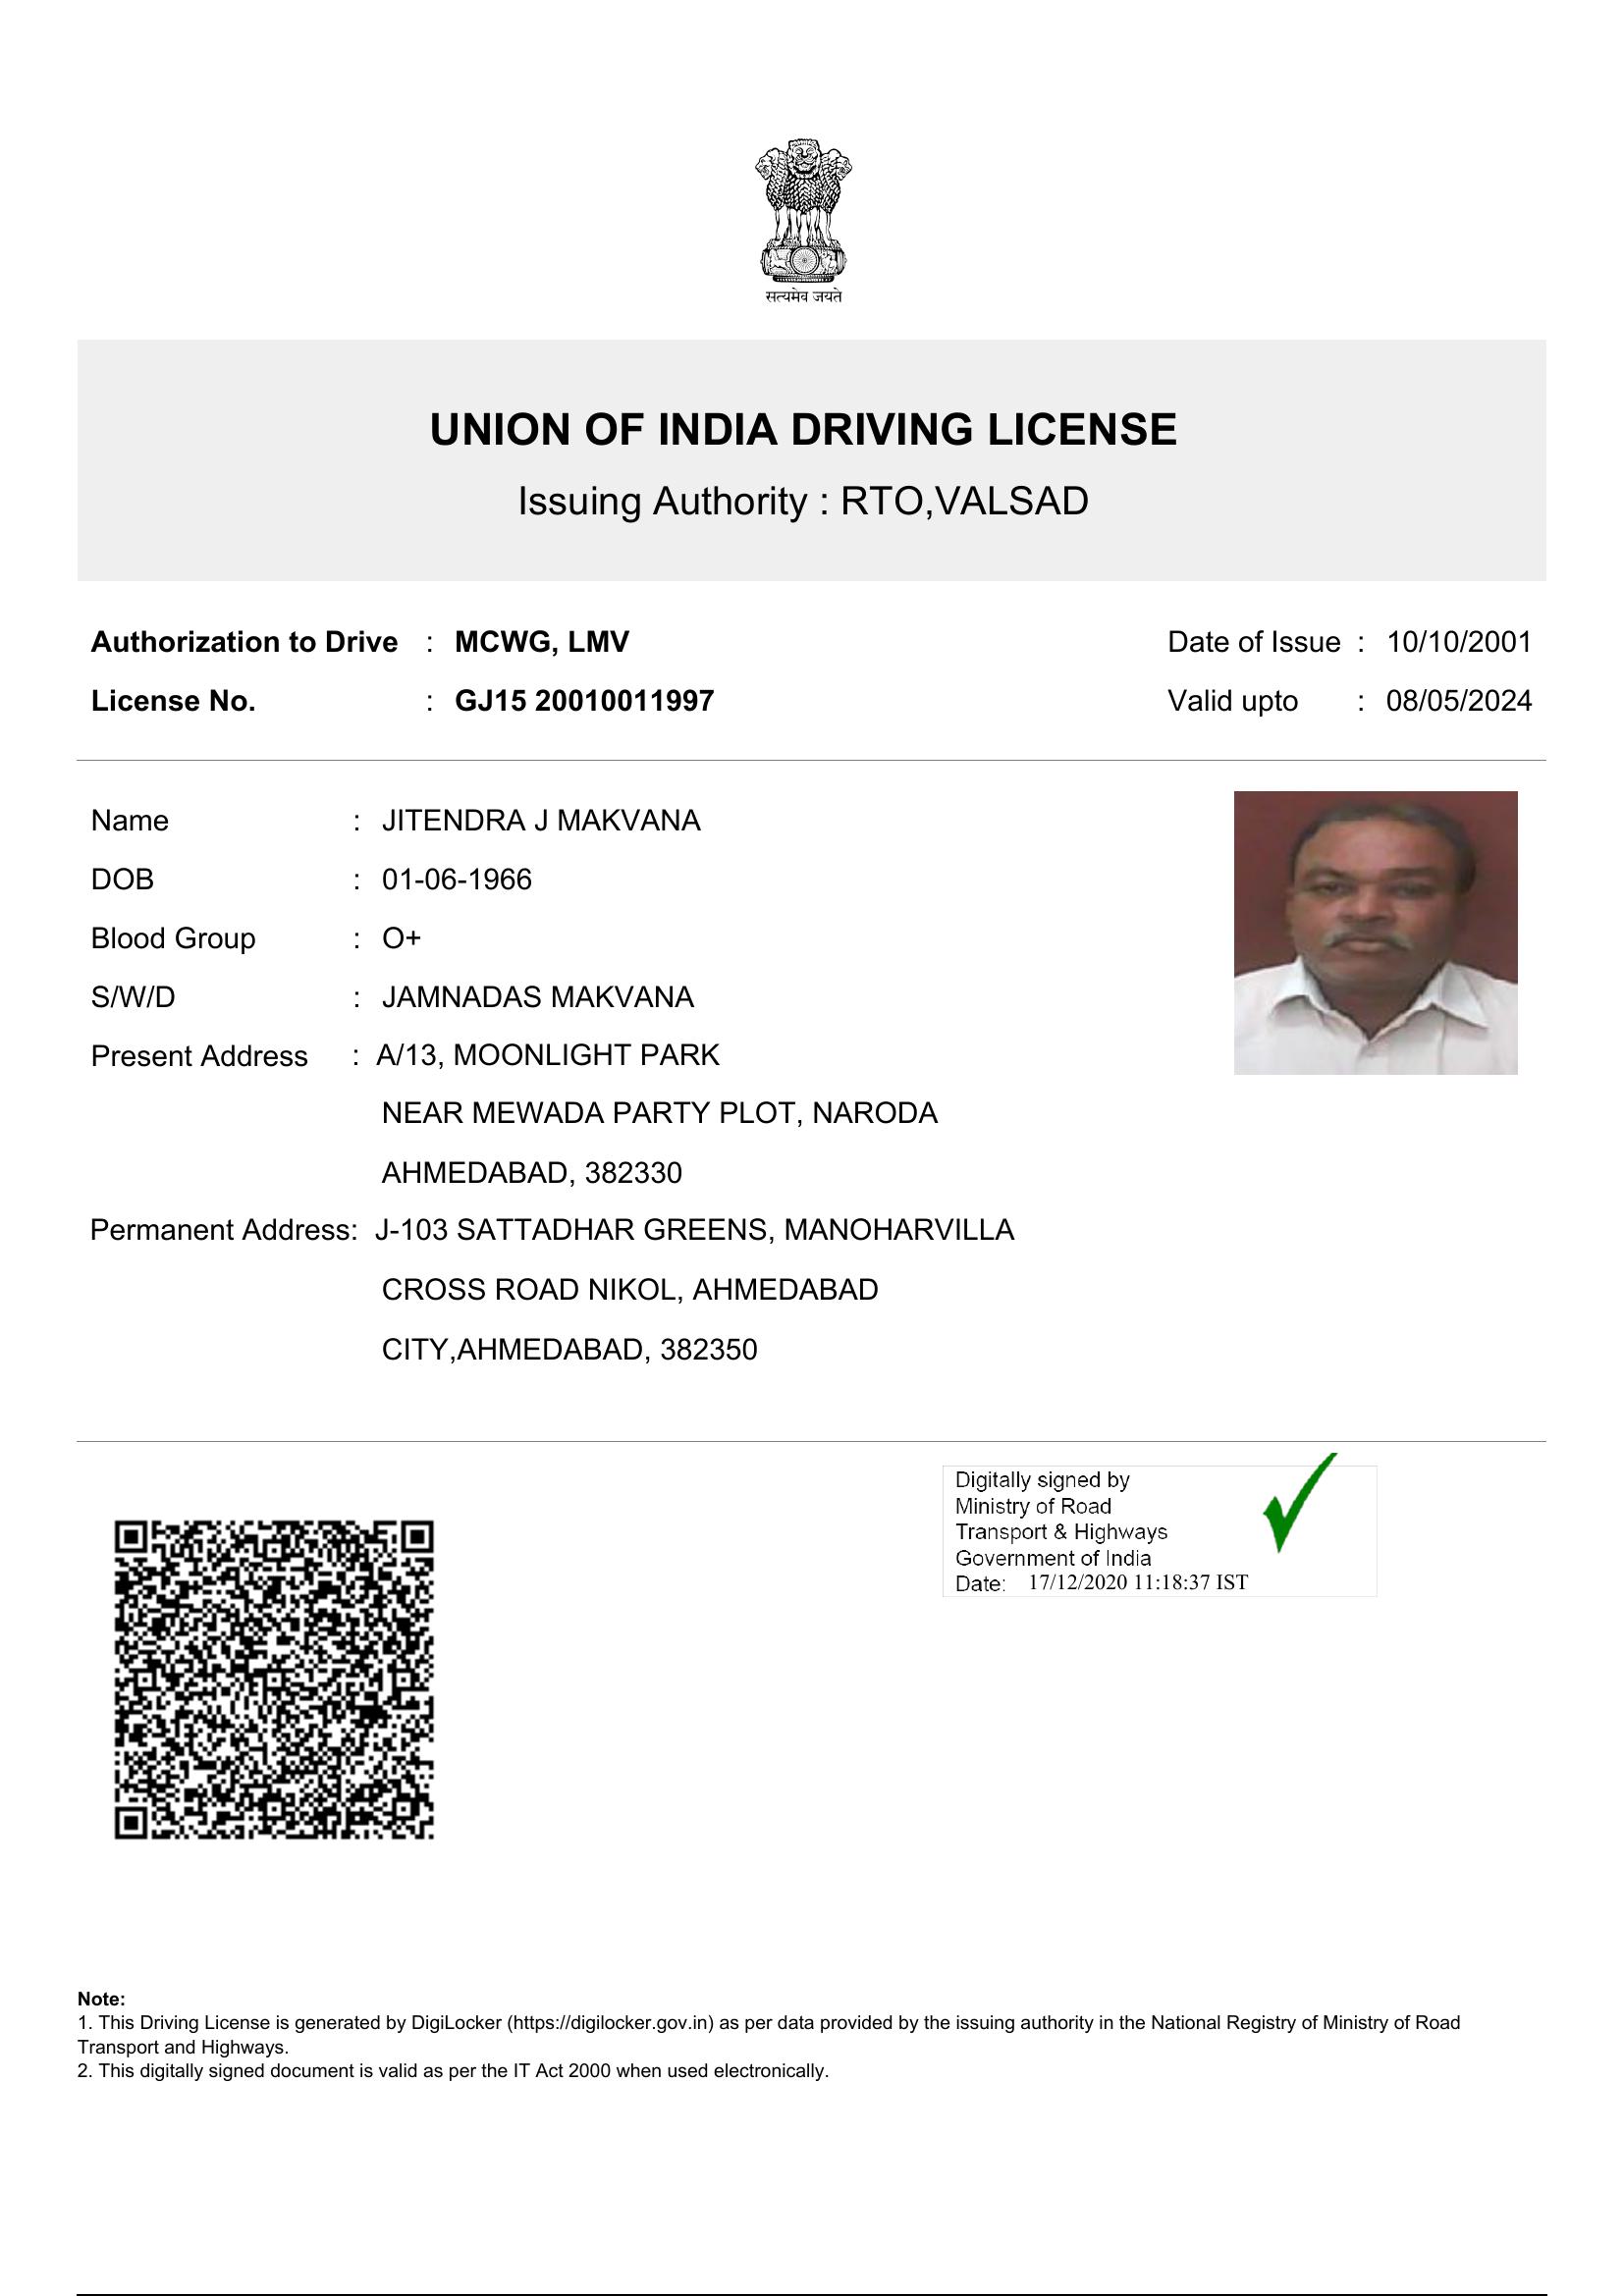 सत्यमेव जयते
UNION OF INDIA DRIVING LICENSE
Issuing Authority : RTO,VALSAD
Authorization to Drive : MCWG, LMV Date of Issue : 10/10/2001
License No. : GJ15 20010011997 Valid upto : 08/05/2024
Name : JITENDRA J MAKVANA
DOB : 01-06-1966
Blood Group : O+
S/W/D : JAMNADAS MAKVANA
Present Address : A/13, MOONLIGHT PARK
NEAR MEWADA PARTY PLOT, NARODA
AHMEDABAD, 382330
Permanent Address: J-103 SATTADHAR GREENS, MANOHARVILLA
CROSS ROAD NIKOL, AHMEDABAD
CITY,AHMEDABAD, 382350
Digitally signed by
Ministry of Road
Transport & Highways
Government of India
Date: 17/12/2020 11:18:37 IST
Note:
1. This Driving License is generated by DigiLocker (https://digilocker.gov.in) as per data provided by the issuing authority in the National Registry of Ministry of Road
Transport and Highways.
2. This digitally signed document is valid as per the IT Act 2000 when used electronically.